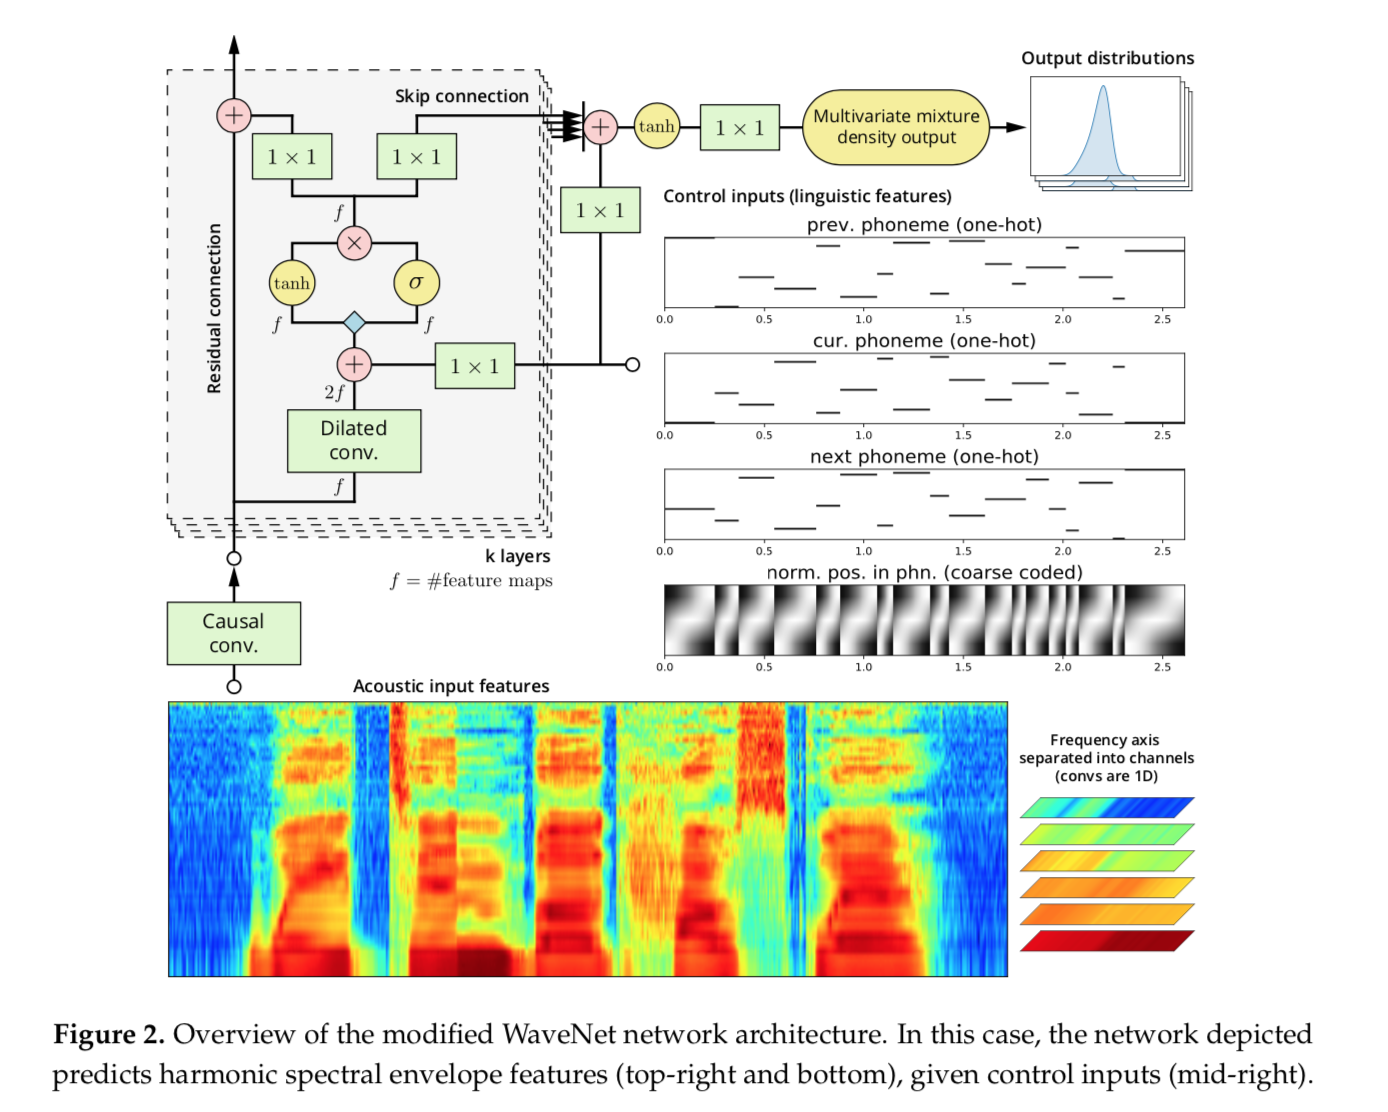 Output distributions
Skip connection
+
1 × 1
1 × 1
+
tanh
1 × 1
Multivariate mixture
density output
1 × 1
f
×
tanh
σ
f
f
+
1 × 1
2f
Dilated
conv.
f
Residual connection
k layers
f = #feature maps
Causal
conv.
Control inputs (linguistic features)
prev. phoneme (one-hot)
0.0 0.5 1.0 1.5 2.0 2.5
cur. phoneme (one-hot)
0.0 0.5 1.0 1.5 2.0 2.5
next phoneme (one-hot)
0.0 0.5 1.0 1.5 2.0 2.5
norm. pos. in phn. (coarse coded)
0.0 0.5 1.0 1.5 2.0 2.5
Acoustic input features
Frequency axis
separated into channels
(convs are 1D)
Figure 2. Overview of the modified WaveNet network architecture. In this case, the network depicted
predicts harmonic spectral envelope features (top-right and bottom), given control inputs (mid-right).